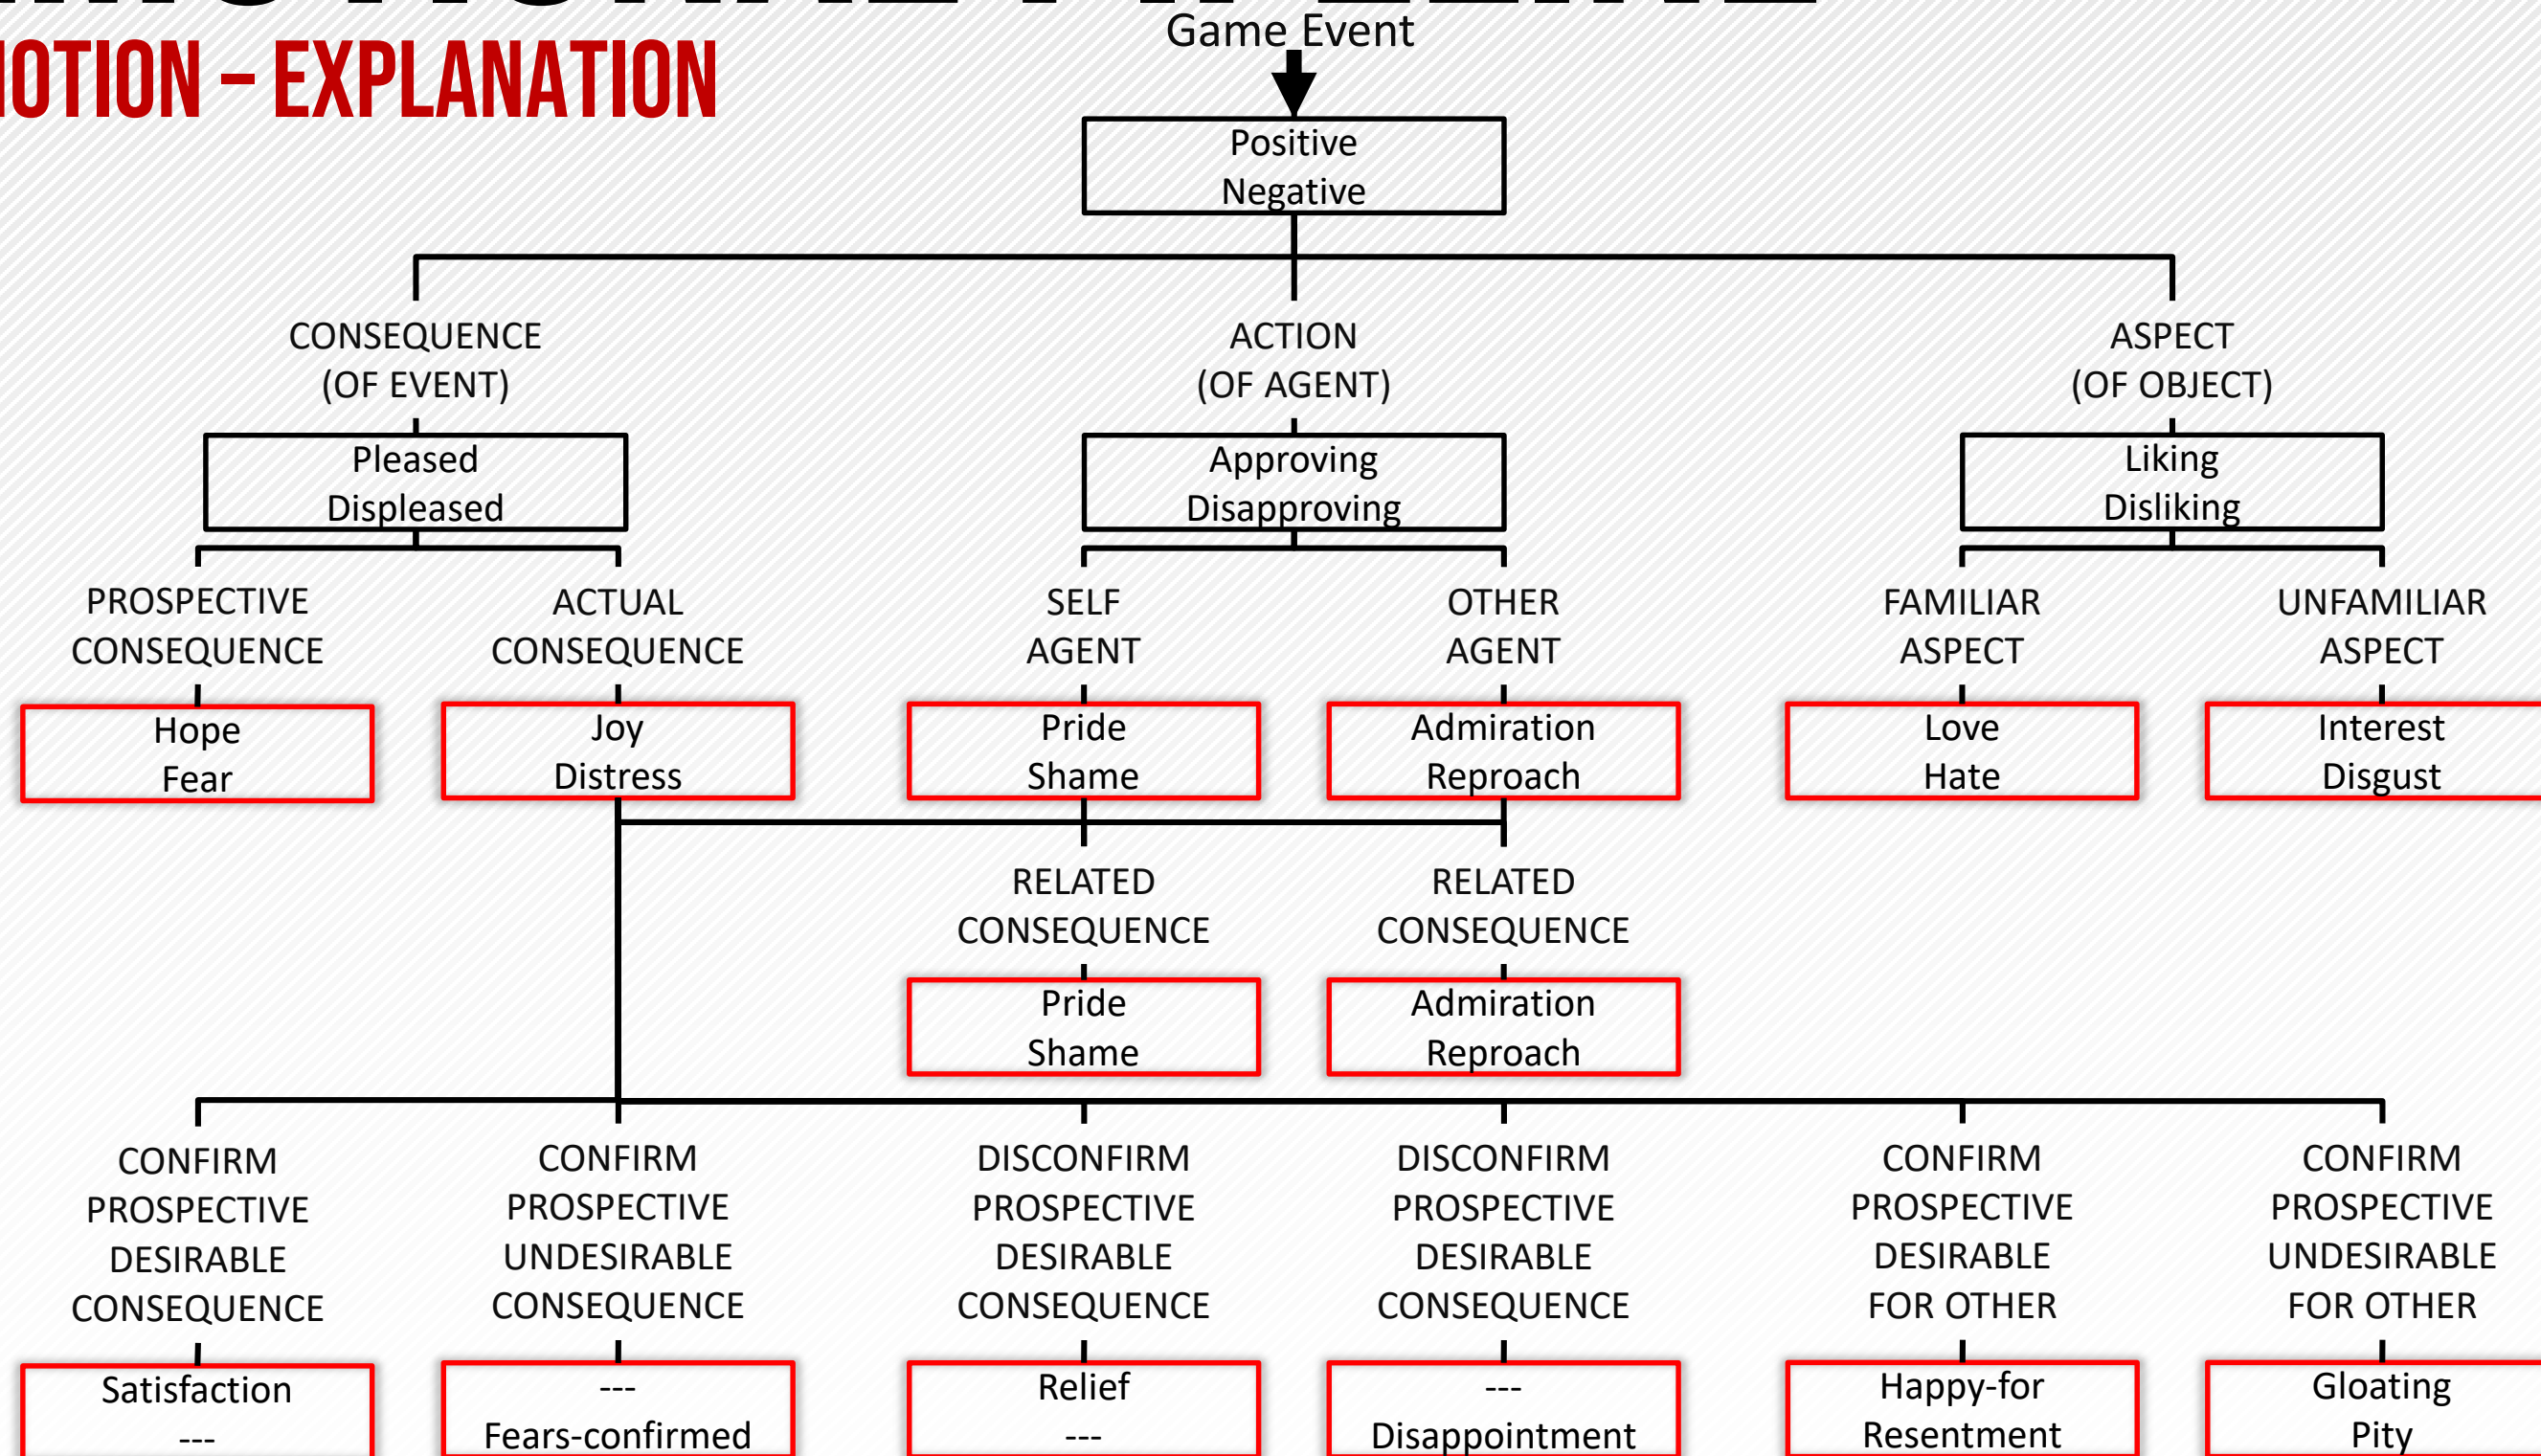 Game Event
– EXPLANATION
Positive
Negative
CONSEQUENCE
(OF EVENT)
ACTION
(OF AGENT)
ASPECT
(OF OBJECT)
Pleased
Displeased
Approving
Disapproving
Liking
Disliking
PROSPECTIVE
CONSEQUENCE
ACTUAL
CONSEQUENCE
SELF
AGENT
OTHER
AGENT
FAMILIAR
ASPECT
UNFAMILIAR
ASPECT
Hope
Fear
Joy
Distress
Pride
Shame
Admiration
Reproach
Love
Hate
Interest
Disgust
RELATED
CONSEQUENCE
RELATED
CONSEQUENCE
Pride
Shame
Admiration
Reproach
CONFIRM
PROSPECTIVE
DESIRABLE
CONSEQUENCE
CONFIRM
PROSPECTIVE
UNDESIRABLE
CONSEQUENCE
DISCONFIRM
PROSPECTIVE
DESIRABLE
CONSEQUENCE
DISCONFIRM
PROSPECTIVE
DESIRABLE
CONSEQUENCE
CONFIRM
PROSPECTIVE
DESIRABLE
FOR OTHER
CONFIRM
PROSPECTIVE
UNDESIRABLE
FOR OTHER
Satisfaction
---
---
Fears-confirmed
Relief
---
---
Disappointment
Happy-for
Resentment
Gloating
Pity